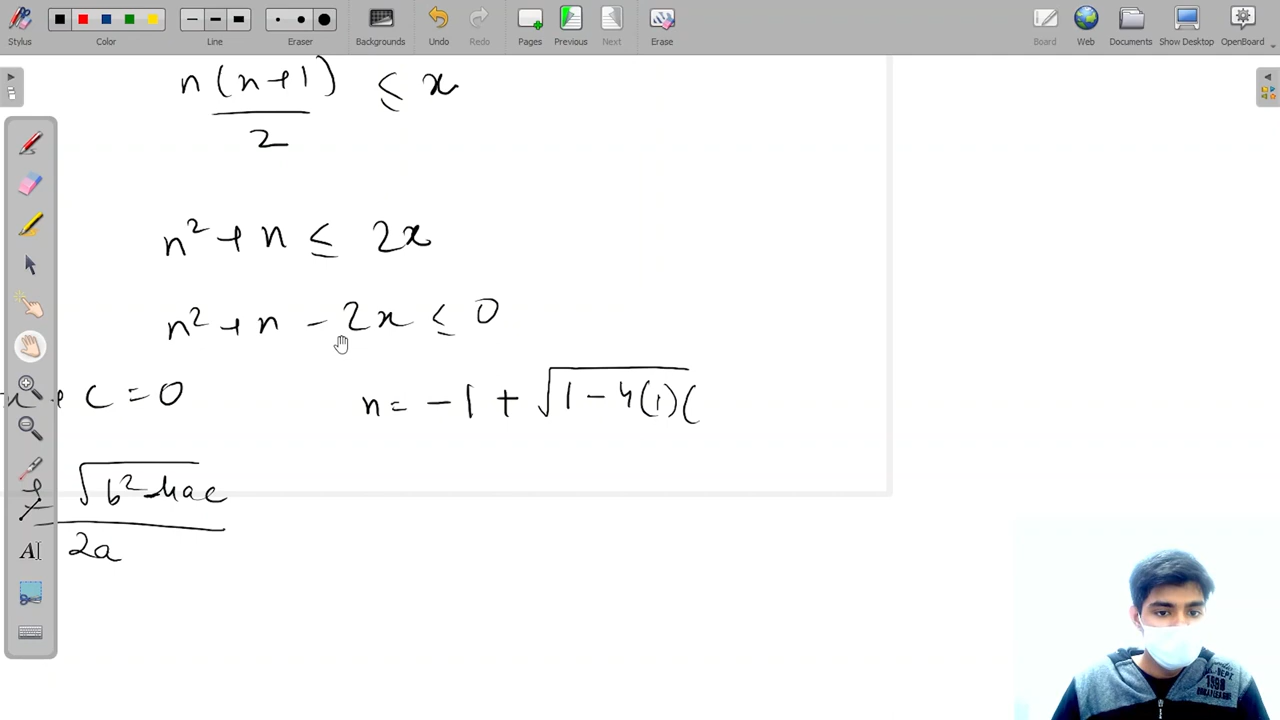 Stylus
Color
Line
Eraser
Backgrounds
Undo
Redo
Pages
Previous
Next
Erase
Board
Web
Documents
Show Desktop
OpenBoard
n(n+1)/2 ≤ x
n² + n ≤ 2x
n² + n - 2x ≤ 0
+ c = 0
n = -1 + √1 - 4(1)(
√b² - 4ac
2a
1998